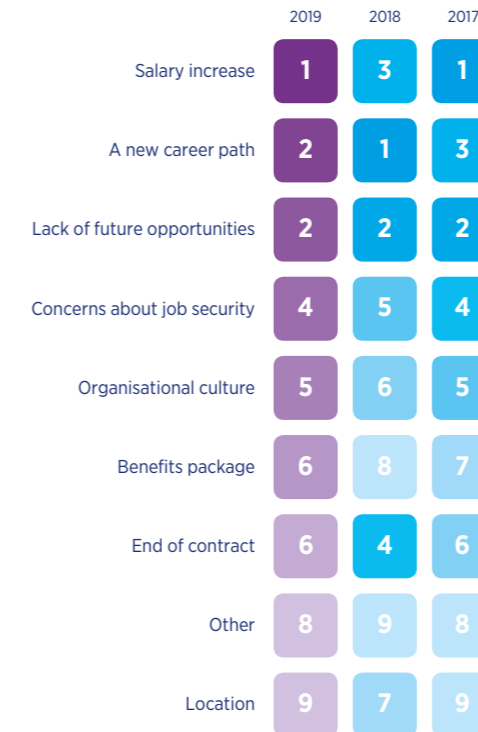 2019 2018 2017
Salary increase 1 3 1
A new career path 2 1 3
Lack of future opportunities 2 2 2
Concerns about job security 4 5 4
Organisational culture 5 6 5
Benefits package 6 8 7
End of contract 6 4 6
Other 8 9 8
Location 9 7 9